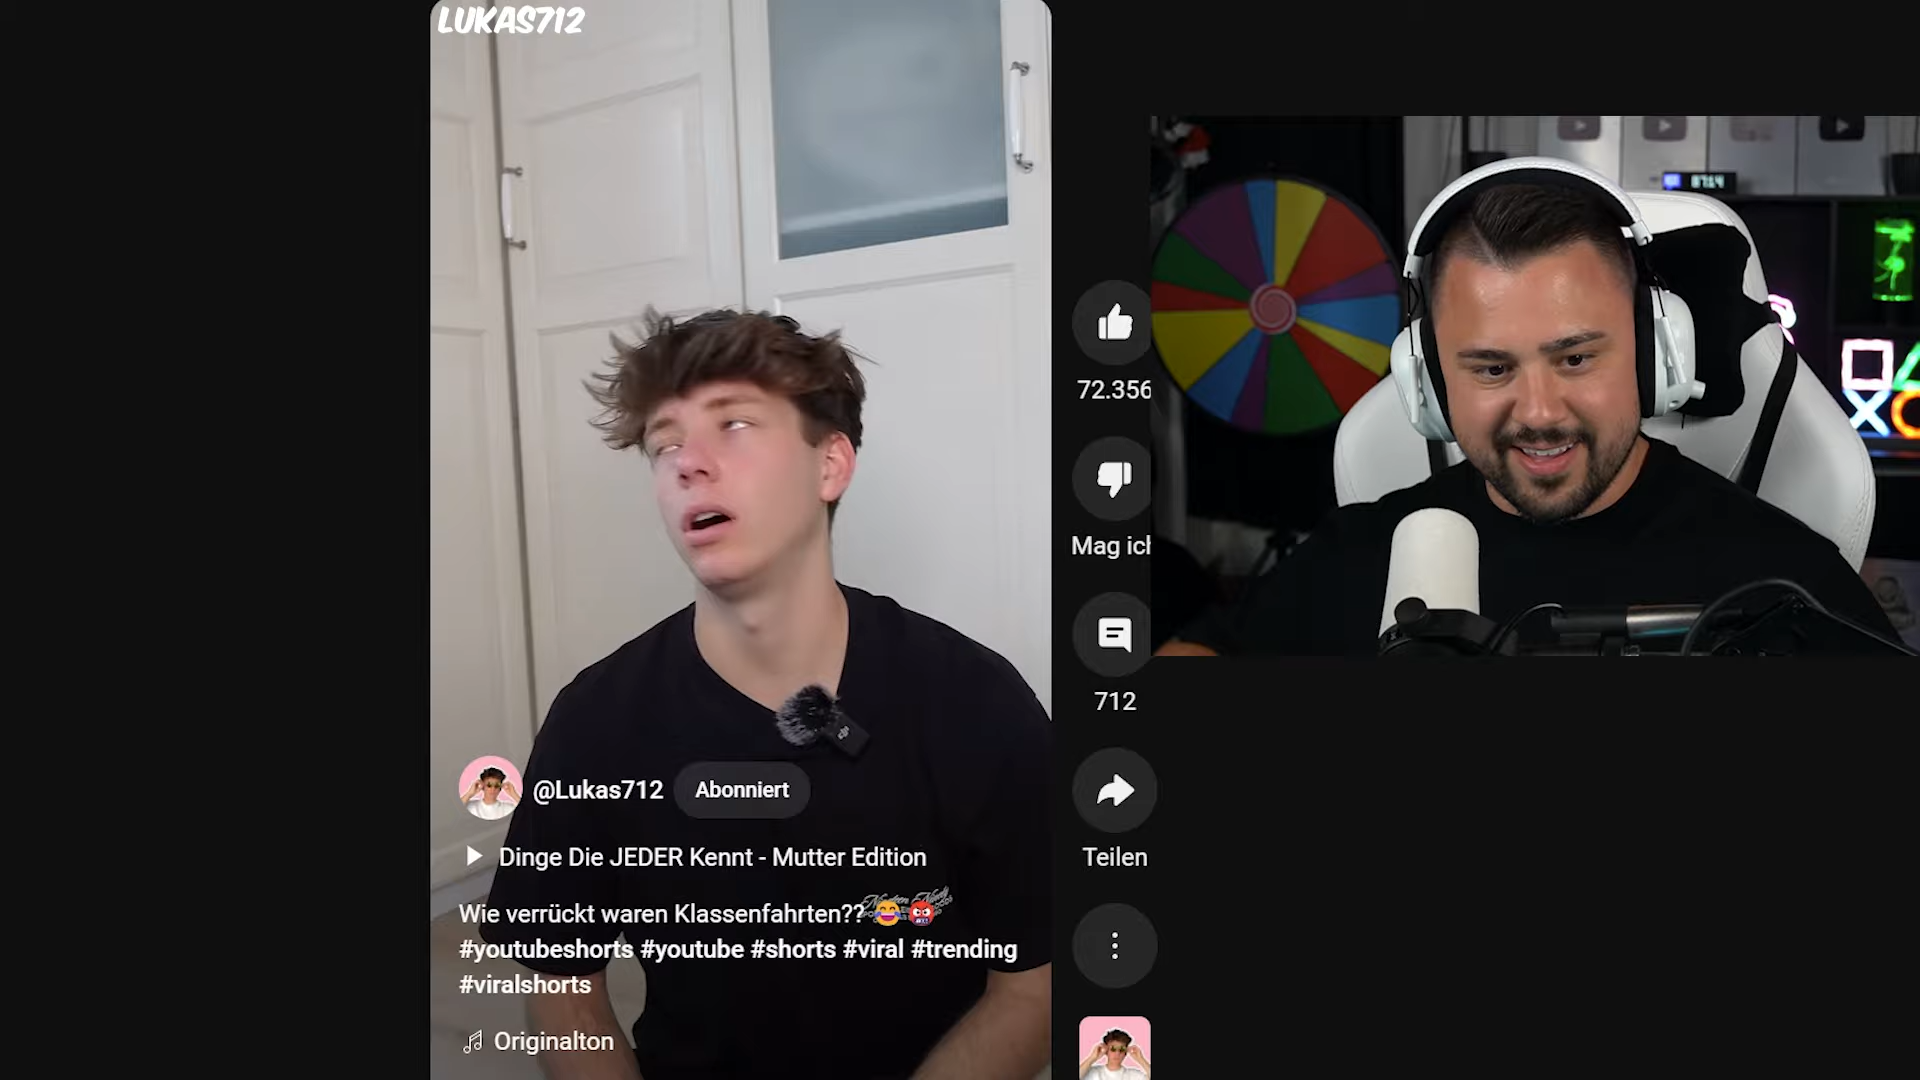 LUKAS712
72.356
Mag ich
712
@Lukas712
Abonniert
Dinge Die JEDER Kennt - Mutter Edition
Teilen
Wie verrückt waren Klassenfahrten?? 😂👹
#youtubeshorts #youtube #shorts #viral #trending
#viralshorts
Originalton